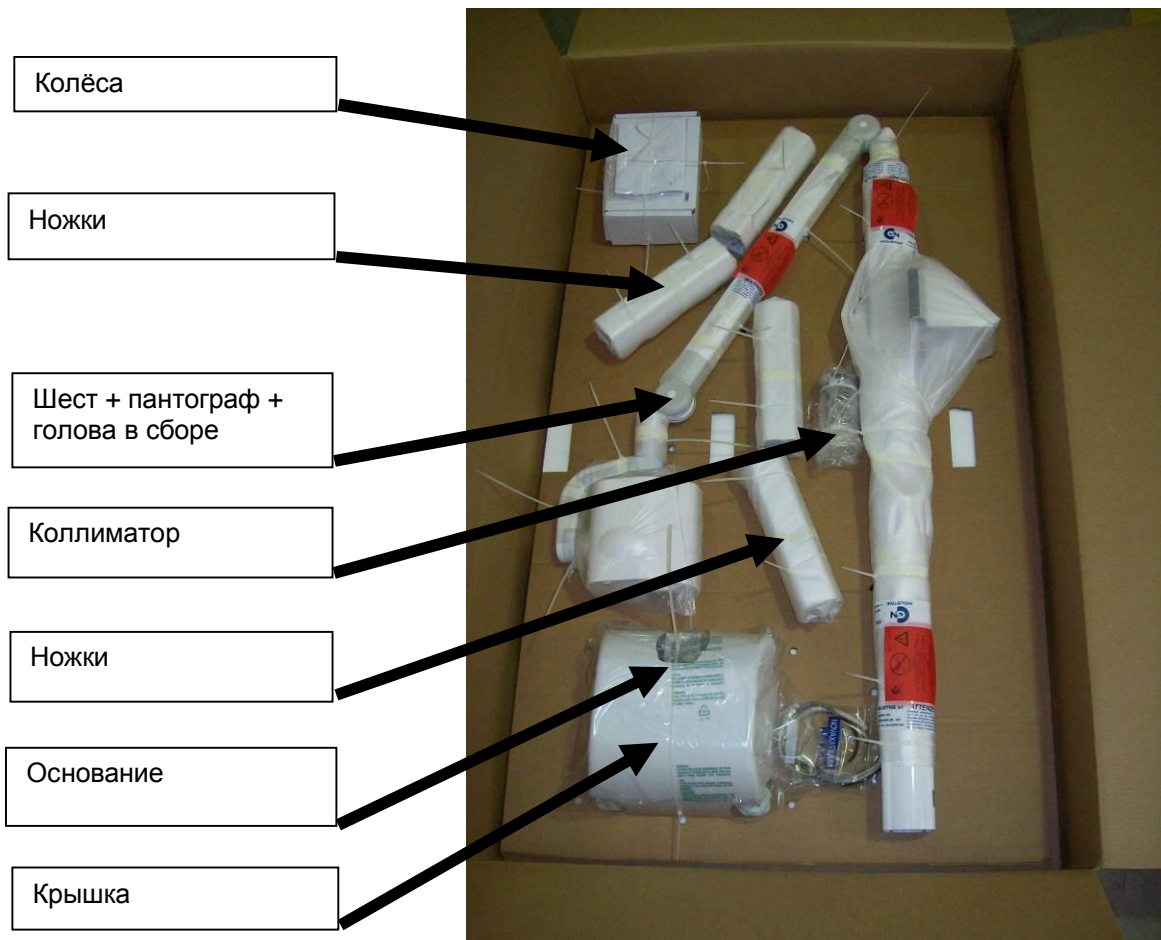 Колёса
Ножки
Шест + пантограф +
голова в сборе
Коллиматор
Ножки
Основание
Крышка